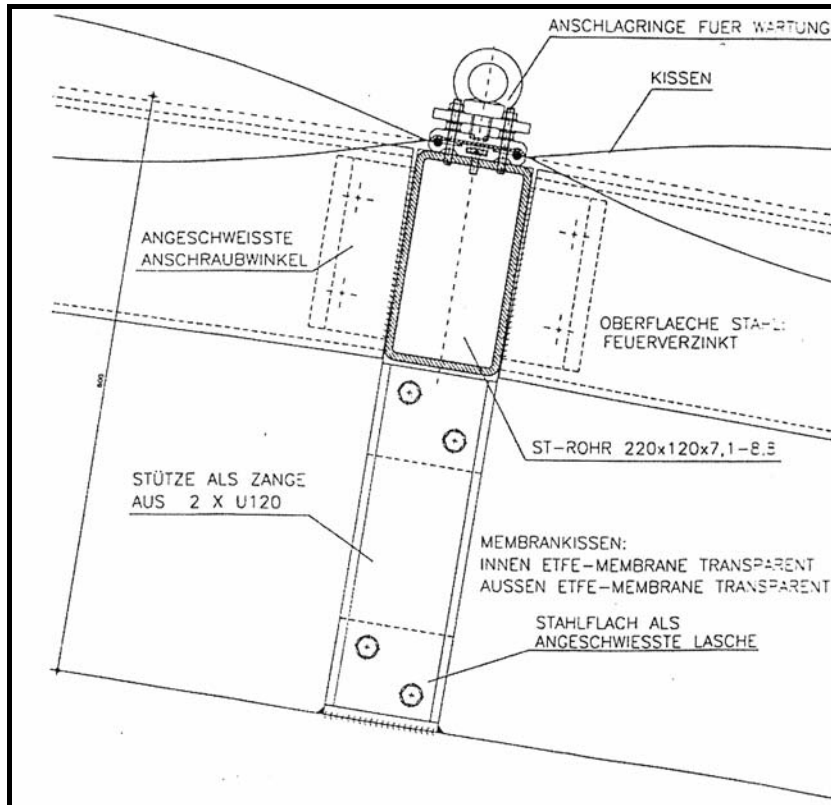 ANSCHLAGRINGE FUER WARTUNG
KISSEN
ANGESCHWEISSTE
ANSCHRAUBWINKEL
OBERFLAECHE STAHL:
FEUERVERZINKT
ST-ROHR 220x120x7,1-8,8
STÜTZE ALS ZANGE
AUS 2 X U120
MEMBRANKISSEN:
INNEN ETFE-MEMBRANE TRANSPARENT
AUSSEN ETFE-MEMBRANE TRANSPARENT
STAHLFLACH ALS
ANGESCHWIESSTE LASCHE